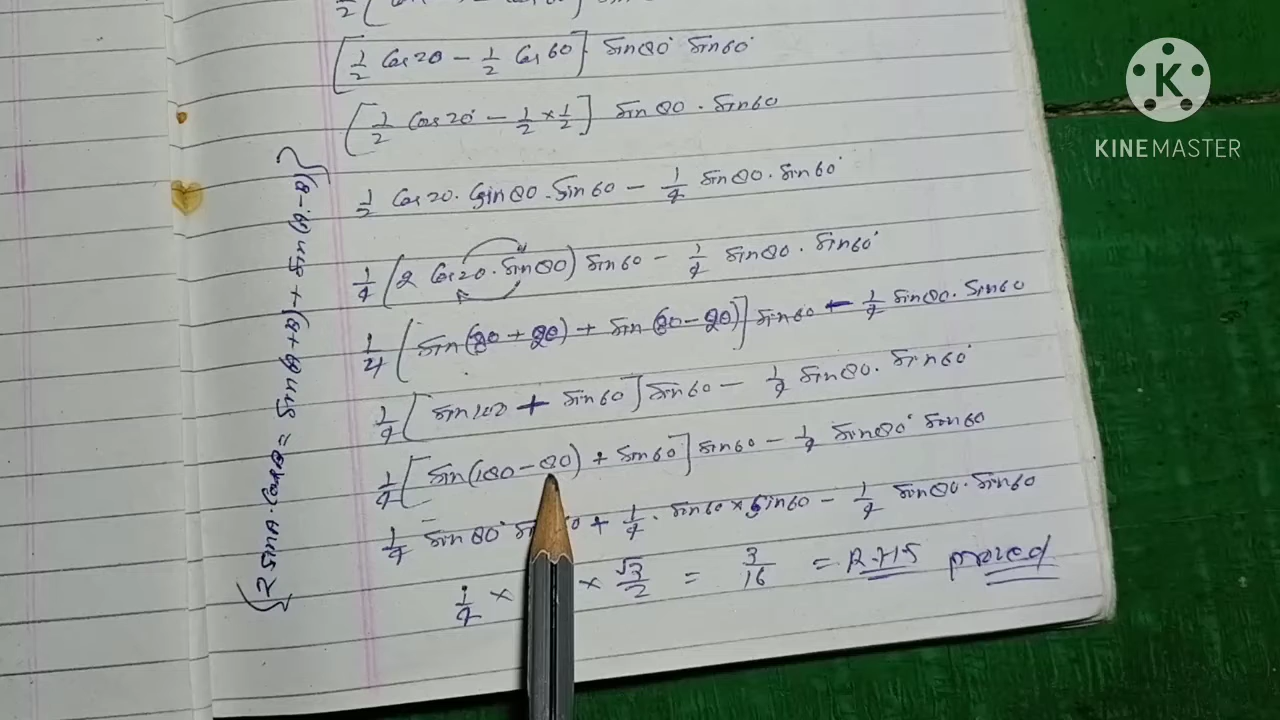 [1/2 Cos20 - 1/2 Cos60] Sin80° Sin60°
[1/2 Cos20° - 1/2 × 1/2] Sin80 . Sin60
1/2 Cos20 . Sin80 . Sin60 - 1/4 Sin80 . Sin60°
1/4 (2 Cos20 . Sin80) Sin60 - 1/4 Sin80 . Sin60°
1/4 [Sin(80 + 20) + Sin(80 - 20)] Sin60 - 1/4 Sin80 . Sin60
1/4 [Sin100 + Sin60] Sin60 - 1/4 Sin80 . Sin60°
1/4 [Sin(180 - 80) + Sin60] Sin60 - 1/4 Sin80° Sin60
1/4 Sin80° + 1/4 . Sin60 × Sin60 - 1/4 Sin80 . Sin60
1/4 × × √3/2 = 3/16 = R.H.S proved
{2 SinA . CosB = Sin(A+B) + Sin(A-B)}
K
KINEMASTER